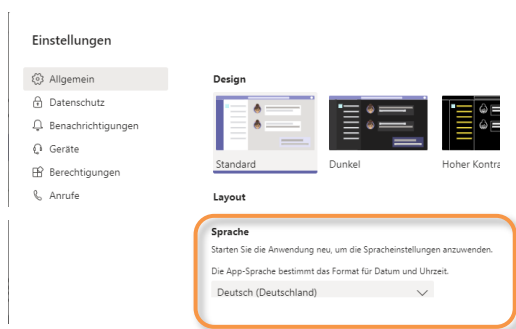 Einstellungen
Allgemein
Datenschutz
Benachrichtigungen
Geräte
Berechtigungen
Anrufe
Design
Standard
Dunkel
Hoher Kontra
Layout
Sprache
Starten Sie die Anwendung neu, um die Spracheinstellungen anzuwenden.
Die App-Sprache bestimmt das Format für Datum und Uhrzeit.
Deutsch (Deutschland)